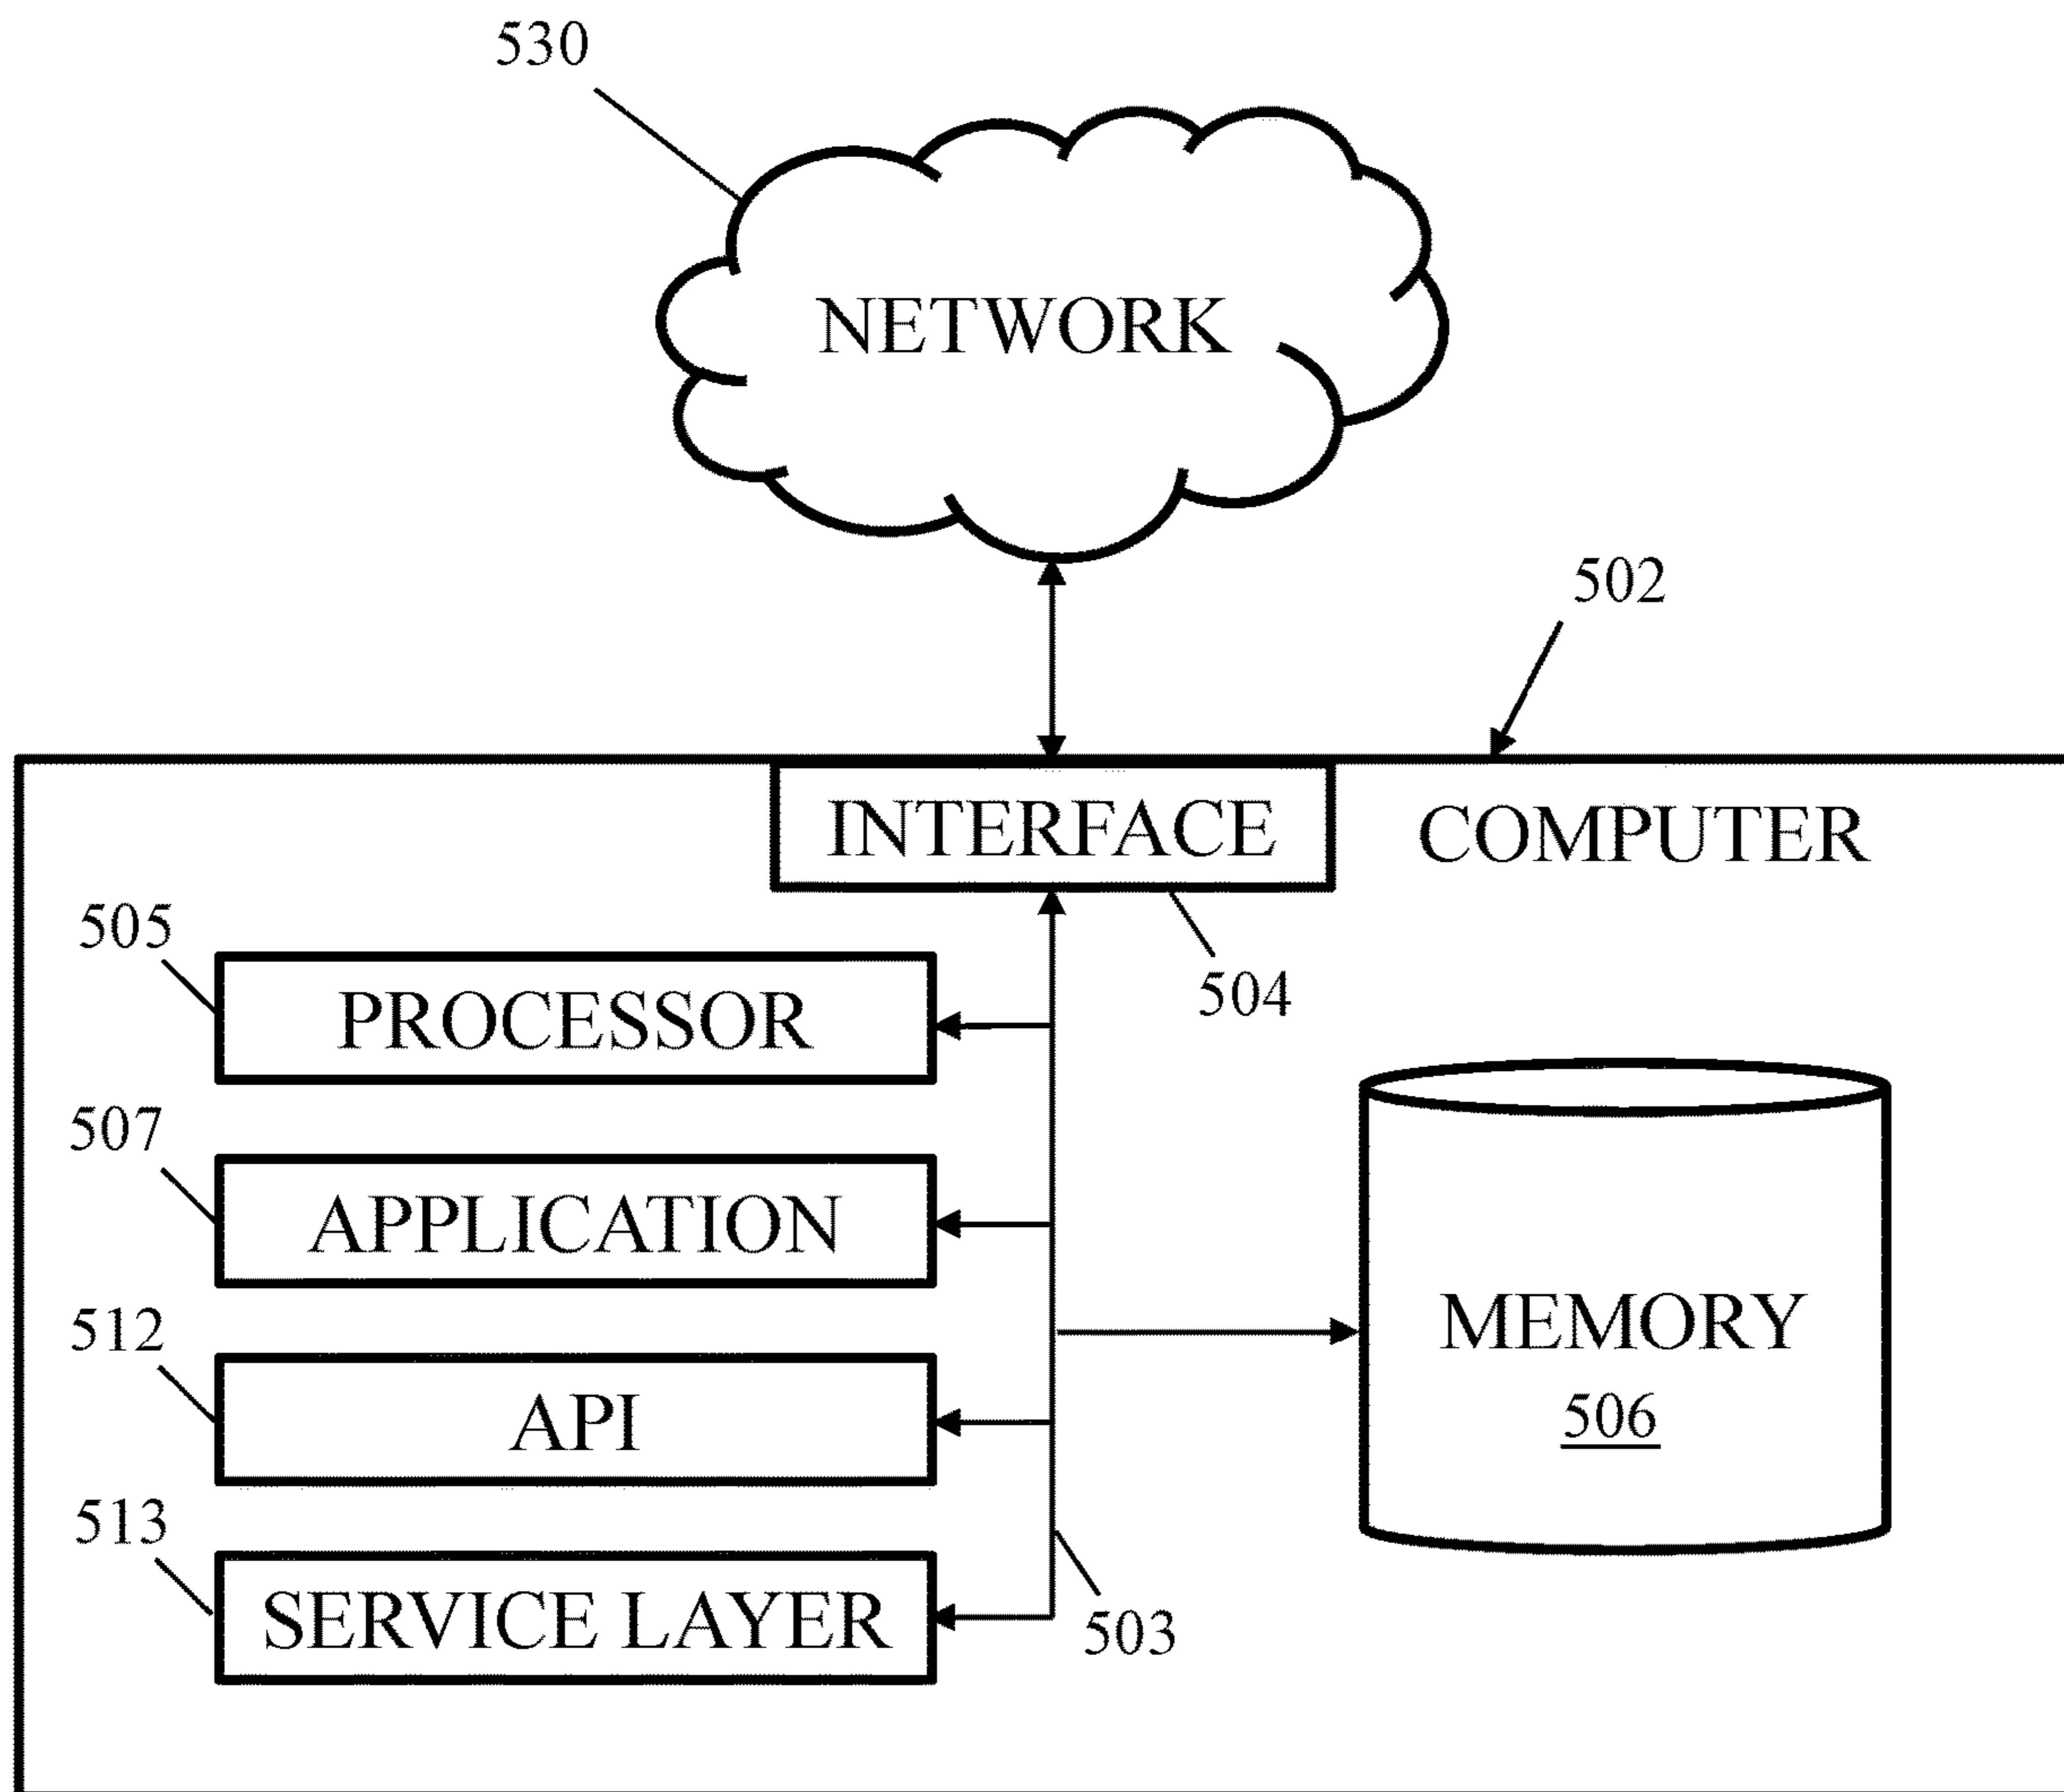 530
NETWORK
502
INTERFACE
COMPUTER
505
504
PROCESSOR
507
APPLICATION
MEMORY
506
512
API
513
SERVICE LAYER
503